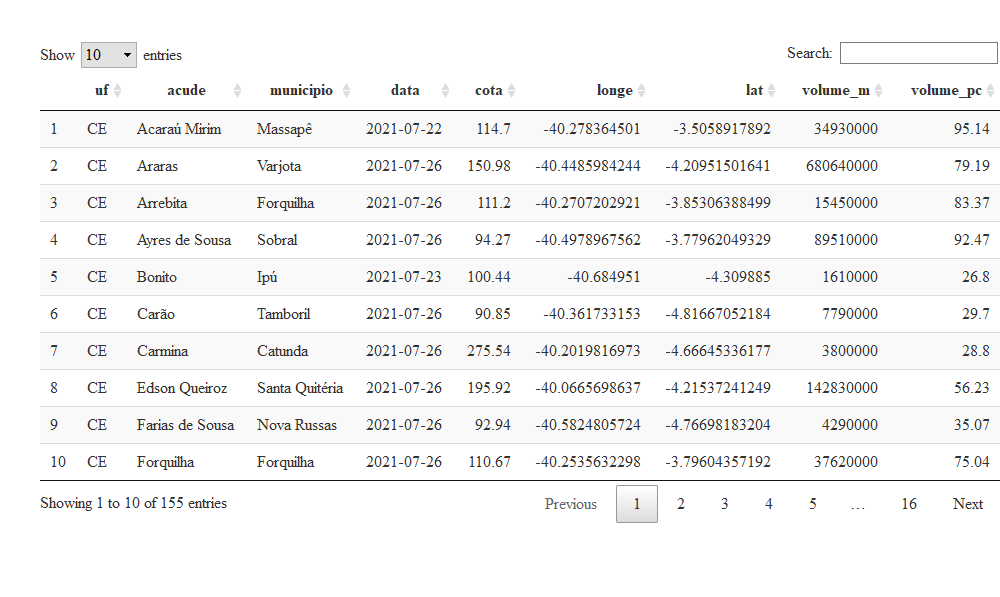 Show 10 entries Search:
uf acude municipio data cota longe lat volume_m volume_pc
1 CE Acaraú Mirim Massapê 2021-07-22 114.7 -40.278364501 -3.5058917892 34930000 95.14
2 CE Araras Varjota 2021-07-26 150.98 -40.4485984244 -4.20951501641 680640000 79.19
3 CE Arrebita Forquilha 2021-07-26 111.2 -40.2707202921 -3.85306388499 15450000 83.37
4 CE Ayres de Sousa Sobral 2021-07-26 94.27 -40.4978967562 -3.77962049329 89510000 92.47
5 CE Bonito Ipú 2021-07-23 100.44 -40.684951 -4.309885 1610000 26.8
6 CE Carão Tamboril 2021-07-26 90.85 -40.361733153 -4.81667052184 7790000 29.7
7 CE Carmina Catunda 2021-07-26 275.54 -40.2019816973 -4.66645336177 3800000 28.8
8 CE Edson Queiroz Santa Quitéria 2021-07-26 195.92 -40.0665698637 -4.21537241249 142830000 56.23
9 CE Farias de Sousa Nova Russas 2021-07-26 92.94 -40.5824805724 -4.76698183204 4290000 35.07
10 CE Forquilha Forquilha 2021-07-26 110.67 -40.2535632298 -3.79604357192 37620000 75.04
Showing 1 to 10 of 155 entries Previous 1 2 3 4 5 … 16 Next